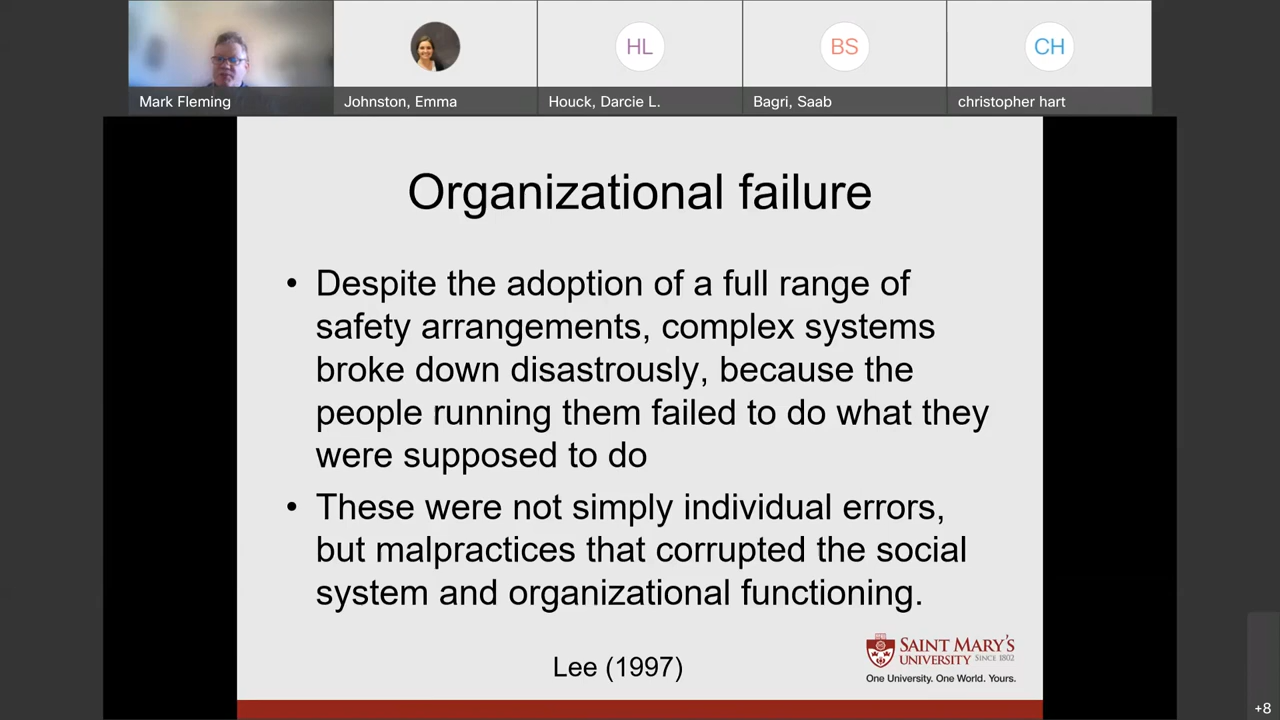 Mark Fleming
Johnston, Emma
HL
Houck, Darcie L.
BS
Bagri, Saab
CH
christopher hart
Organizational failure
• Despite the adoption of a full range of
safety arrangements, complex systems
broke down disastrously, because the
people running them failed to do what they
were supposed to do
• These were not simply individual errors,
but malpractices that corrupted the social
system and organizational functioning.
Lee (1997)
SAINT MARY'S
UNIVERSITY SINCE 1802
One University. One World. Yours.
+8